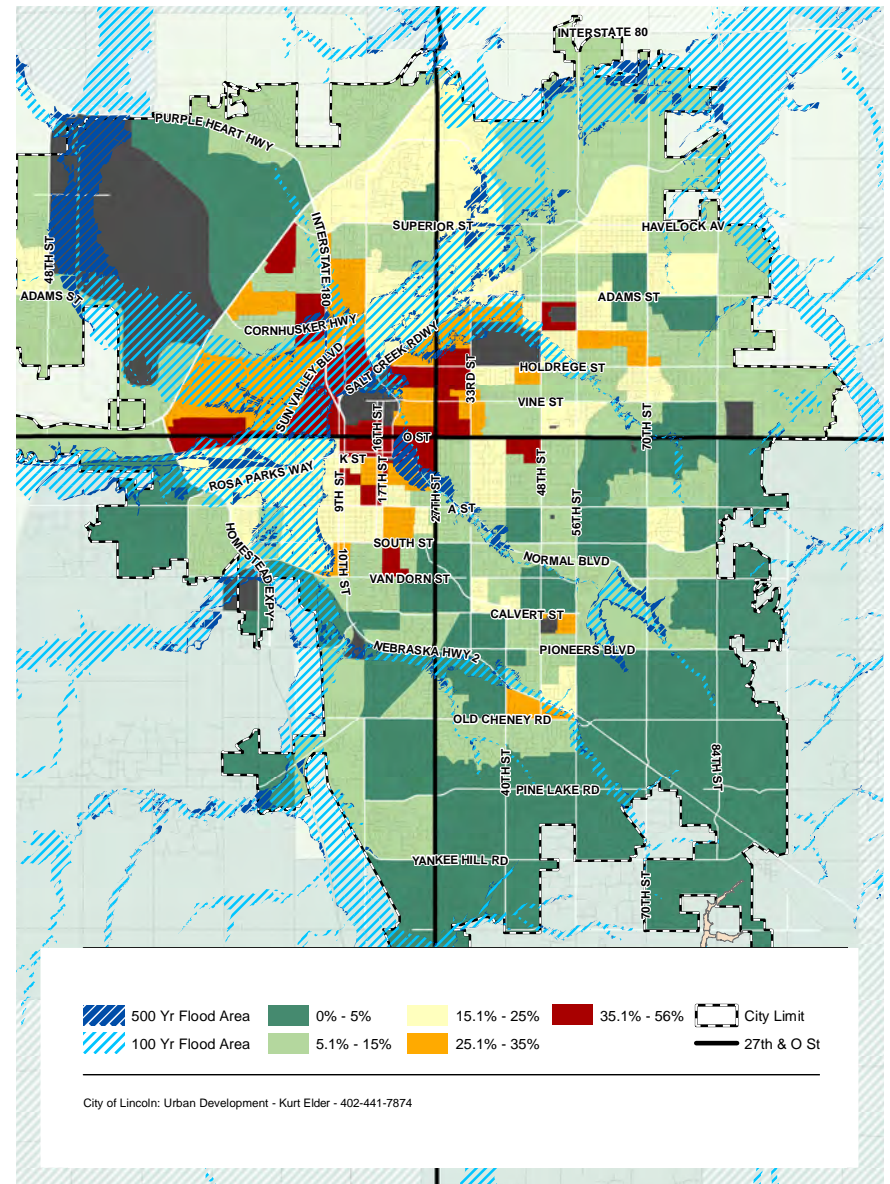 INTERSTATE 80
PURPLE HEART HWY
INTERSTATE 180
SUPERIOR ST
HAVELOCK AV
48TH ST
ADAMS ST
ADAMS ST
CORNHUSKER HWY
SUN VALLEY BLVD
SALT CREEK RDWY
33RD ST
HOLDREGE ST
VINE ST
16TH ST
70TH ST
O ST
K ST
ROSA PARKS WAY
9TH ST
17TH ST
27TH ST
48TH ST
56TH ST
A ST
HOMESTEAD EXPY
10TH ST
SOUTH ST
NORMAL BLVD
VAN DORN ST
CALVERT ST
NEBRASKA HWY 2
PIONEERS BLVD
OLD CHENEY RD
40TH ST
84TH ST
PINE LAKE RD
YANKEE HILL RD
70TH ST
500 Yr Flood Area 0% - 5% 15.1% - 25% 35.1% - 56% City Limit
100 Yr Flood Area 5.1% - 15% 25.1% - 35% 27th & O St
City of Lincoln: Urban Development - Kurt Elder - 402-441-7874